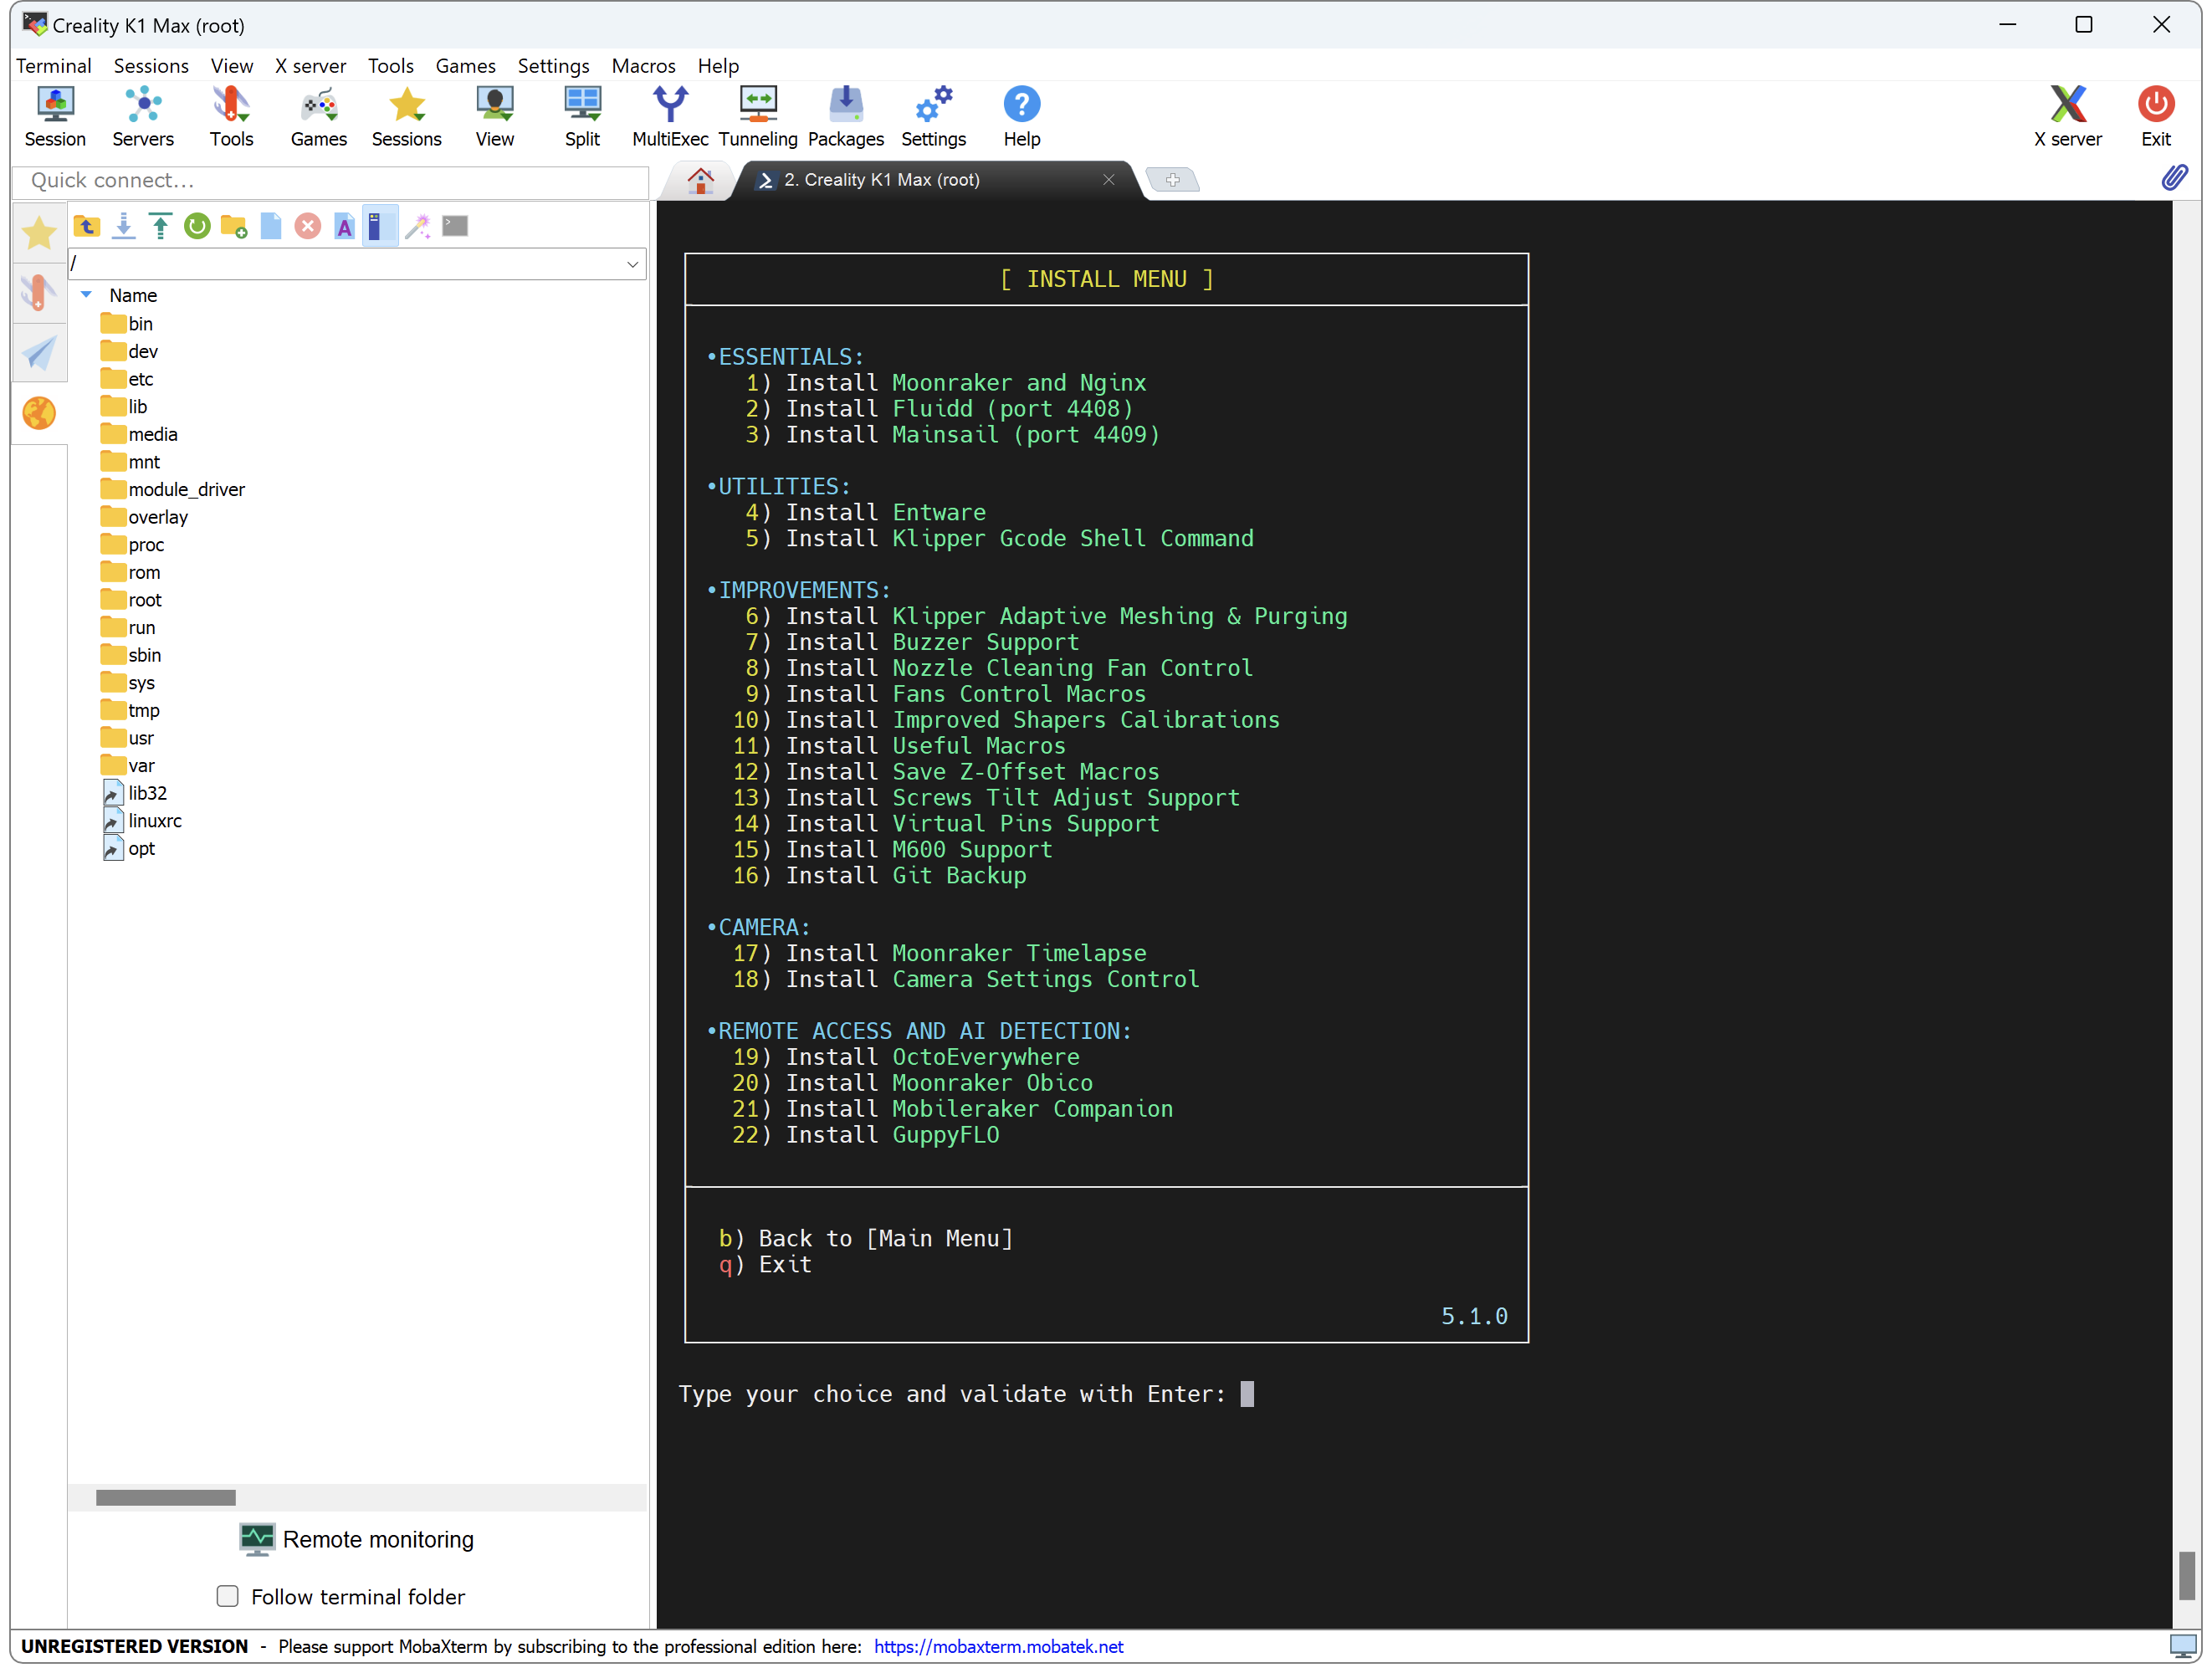 Creality K1 Max (root)
Terminal Sessions View X server Tools Games Settings Macros Help
Session Servers Tools Games Sessions View Split MultiExec Tunneling Packages Settings Help X server Exit
Quick connect...
2. Creality K1 Max (root)
/
Name
bin
dev
etc
lib
media
mnt
module_driver
overlay
proc
rom
root
run
sbin
sys
tmp
usr
var
lib32
linuxrc
opt
Remote monitoring
Follow terminal folder
[ INSTALL MENU ]
•ESSENTIALS:
1) Install Moonraker and Nginx
2) Install Fluidd (port 4408)
3) Install Mainsail (port 4409)
•UTILITIES:
4) Install Entware
5) Install Klipper Gcode Shell Command
•IMPROVEMENTS:
6) Install Klipper Adaptive Meshing & Purging
7) Install Buzzer Support
8) Install Nozzle Cleaning Fan Control
9) Install Fans Control Macros
10) Install Improved Shapers Calibrations
11) Install Useful Macros
12) Install Save Z-Offset Macros
13) Install Screws Tilt Adjust Support
14) Install Virtual Pins Support
15) Install M600 Support
16) Install Git Backup
•CAMERA:
17) Install Moonraker Timelapse
18) Install Camera Settings Control
•REMOTE ACCESS AND AI DETECTION:
19) Install OctoEverywhere
20) Install Moonraker Obico
21) Install Mobileraker Companion
22) Install GuppyFLO
b) Back to [Main Menu]
q) Exit
5.1.0
Type your choice and validate with Enter:
UNREGISTERED VERSION - Please support MobaXterm by subscribing to the professional edition here: https://mobaxterm.mobatek.net